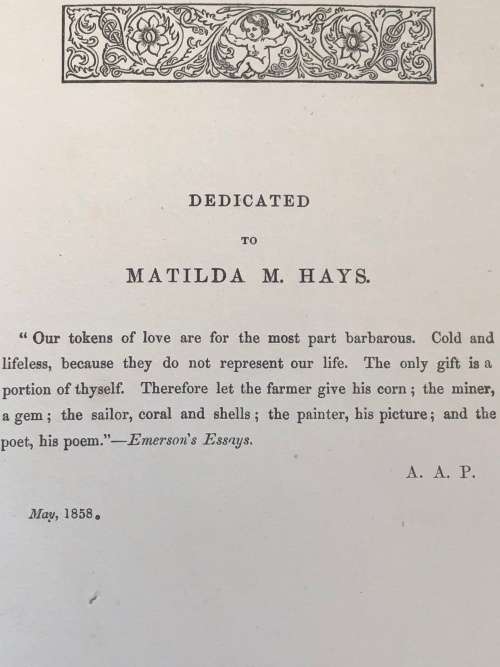 DEDICATED
TO
MATILDA M. HAYS.
“ Our tokens of love are for the most part barbarous. Cold and
lifeless, because they do not represent our life. The only gift is a
portion of thyself. Therefore let the farmer give his corn ; the miner,
a gem ; the sailor, coral and shells ; the painter, his picture ; and the
poet, his poem.”—Emerson's Essays.
A. A. P.
May, 1858.